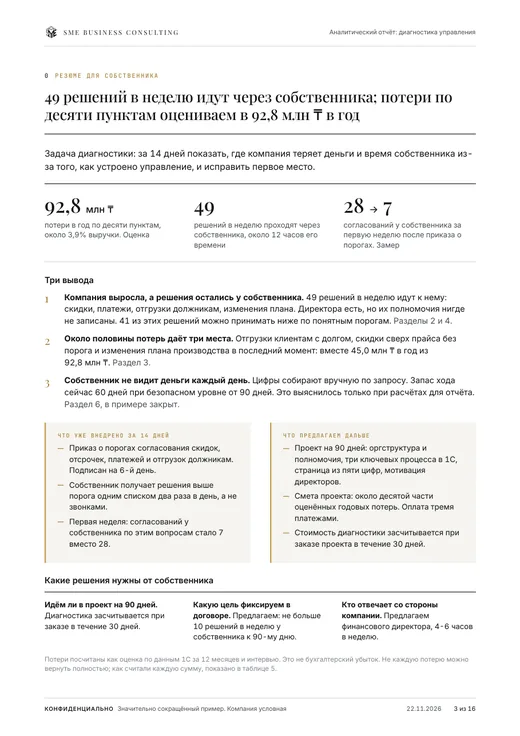 SME BUSINESS CONSULTING
Аналитический отчёт: диагностика управления
0 РЕЗЮМЕ ДЛЯ СОБСТВЕННИКА
49 решений в неделю идут через собственника; потери по
десяти пунктам оцениваем в 92,8 млн ₸ в год
Задача диагностики: за 14 дней показать, где компания теряет деньги и время собственника из-
за того, как устроено управление, и исправить первое место.
92,8 млн ₸
потери в год по десяти пунктам,
около 3,9% выручки. Оценка
49
решений в неделю проходят через
собственника, около 12 часов его
времени
28 → 7
согласований у собственника за
первую неделю после приказа о
порогах. Замер
Три вывода
1 Компания выросла, а решения остались у собственника. 49 решений в неделю идут к нему:
скидки, платежи, отгрузки должникам, изменения плана. Директора есть, но их полномочия нигде
не записаны. 41 из этих решений можно принимать ниже по понятным порогам. Разделы 2 и 4.
2 Около половины потерь даёт три места. Отгрузки клиентам с долгом, скидки сверх прайса без
порога и изменения плана производства в последний момент: вместе 45,0 млн ₸ в год из
92,8 млн ₸. Раздел 3.
3 Собственник не видит деньги каждый день. Цифры собирают вручную по запросу. Запас хода
сейчас 60 дней при безопасном уровне от 90 дней. Это выяснилось только при расчётах для отчёта.
Раздел 6, в примере закрыт.
ЧТО УЖЕ ВНЕДРЕНО ЗА 14 ДНЕЙ
— Приказ о порогах согласования скидок,
отсрочек, платежей и отгрузок должникам.
Подписан на 6-й день.
— Собственник получает решения выше
порога одним списком два раза в день, а не
звонками.
— Первая неделя: согласований у
собственника по этим вопросам стало 7
вместо 28.
ЧТО ПРЕДЛАГАЕМ ДАЛЬШЕ
— Проект на 90 дней: оргструктура и
полномочия, три ключевых процесса в 1С,
страница из пяти цифр, мотивация
директоров.
— Смета проекта: около десятой части
оценённых годовых потерь. Оплата тремя
платежами.
— Стоимость диагностики засчитывается при
заказе проекта в течение 30 дней.
Какие решения нужны от собственника
Идём ли в проект на 90 дней.
Диагностика засчитывается при
заказе в течение 30 дней.
Какую цель фиксируем в
договоре. Предлагаем: не больше
10 решений в неделю у
собственника к 90-му дню.
Кто отвечает со стороны
компании. Предлагаем
финансового директора, 4-6 часов
в неделю.
Потери посчитаны как оценка по данным 1С за 12 месяцев и интервью. Это не бухгалтерский убыток. Не каждую потерю можно
вернуть полностью; как считали каждую сумму, показано в таблице 5.
КОНФИДЕНЦИАЛЬНО Значительно сокращённый пример. Компания условная
22.11.2026 3 из 16